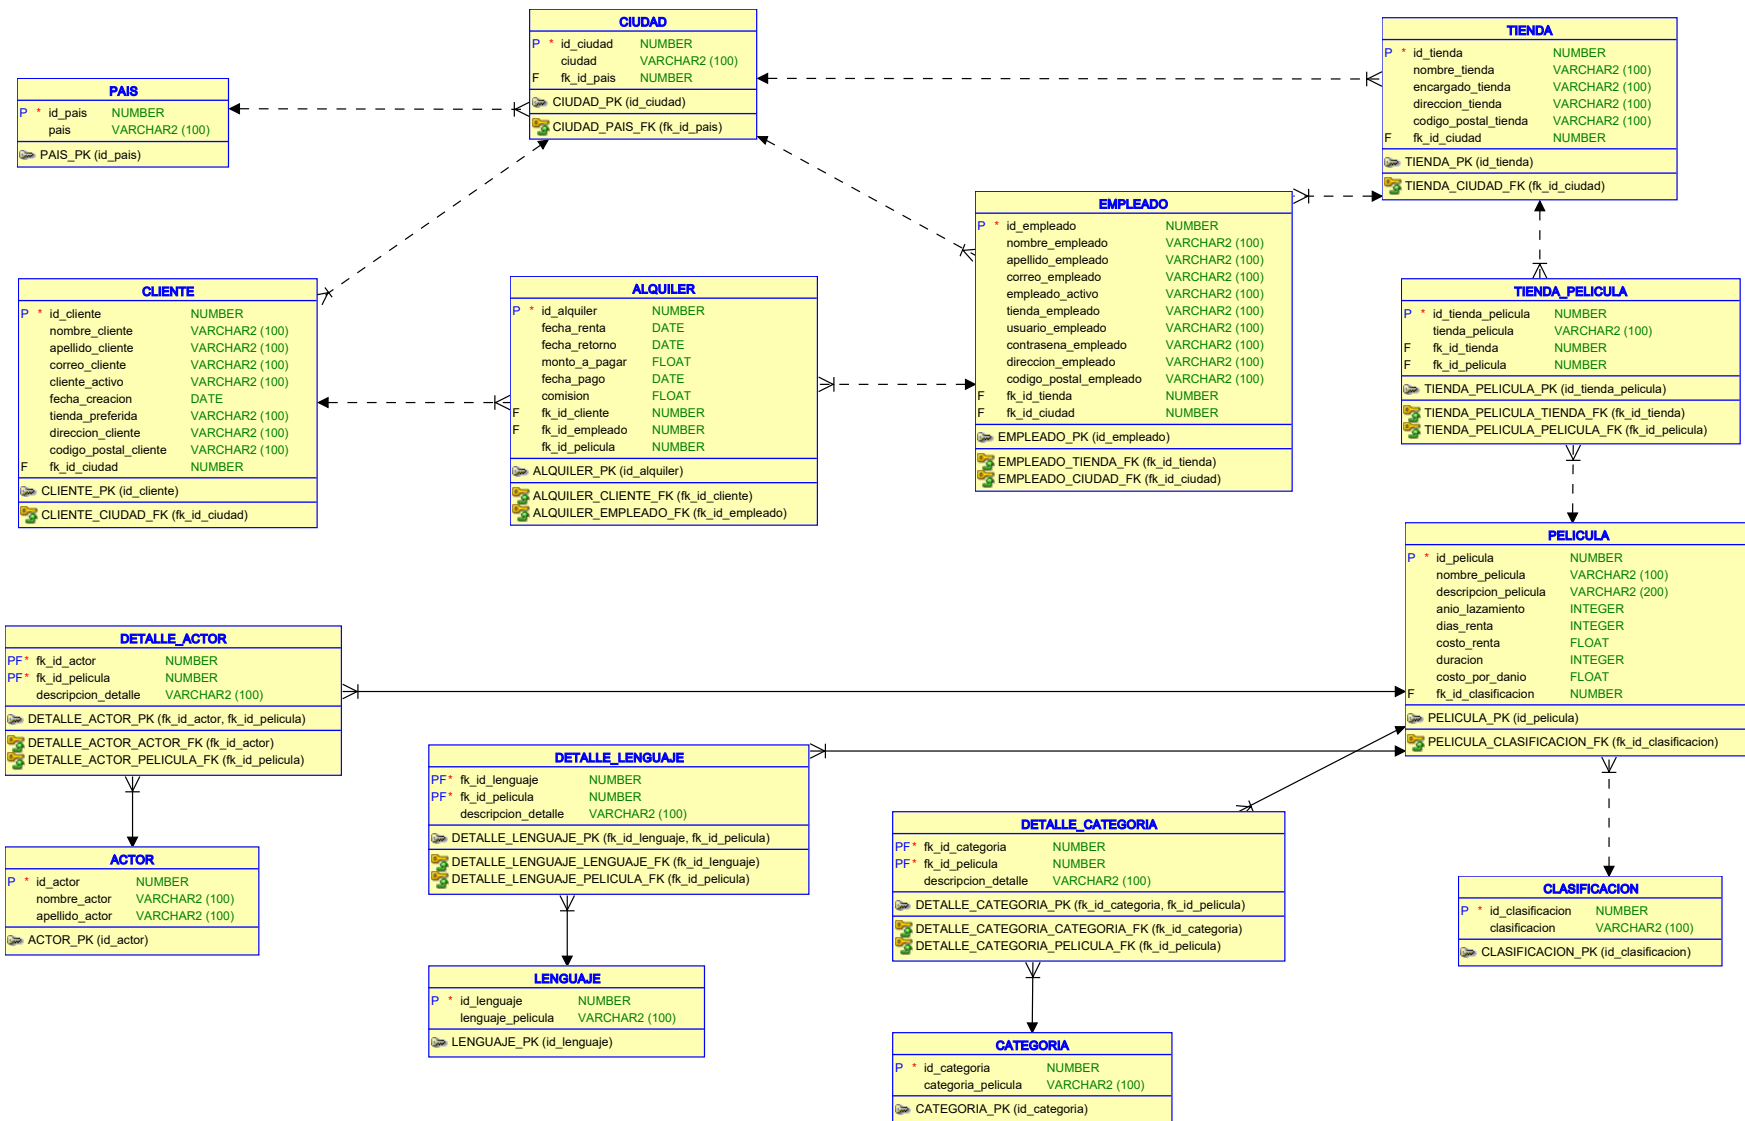 CIUDAD
P * id_ciudad NUMBER
ciudad VARCHAR2 (100)
F fk_id_pais NUMBER
CIUDAD_PK (id_ciudad)
CIUDAD_PAIS_FK (fk_id_pais)
TIENDA
P * id_tienda NUMBER
nombre_tienda VARCHAR2 (100)
encargado_tienda VARCHAR2 (100)
direccion_tienda VARCHAR2 (100)
codigo_postal_tienda VARCHAR2 (100)
F fk_id_ciudad NUMBER
TIENDA_PK (id_tienda)
TIENDA_CIUDAD_FK (fk_id_ciudad)
PAIS
P * id_pais NUMBER
pais VARCHAR2 (100)
PAIS_PK (id_pais)
EMPLEADO
P * id_empleado NUMBER
nombre_empleado VARCHAR2 (100)
apellido_empleado VARCHAR2 (100)
correo_empleado VARCHAR2 (100)
empleado_activo VARCHAR2 (100)
tienda_empleado VARCHAR2 (100)
usuario_empleado VARCHAR2 (100)
contrasena_empleado VARCHAR2 (100)
direccion_empleado VARCHAR2 (100)
codigo_postal_empleado VARCHAR2 (100)
F fk_id_tienda NUMBER
F fk_id_ciudad NUMBER
EMPLEADO_PK (id_empleado)
EMPLEADO_TIENDA_FK (fk_id_tienda)
EMPLEADO_CIUDAD_FK (fk_id_ciudad)
CLIENTE
P * id_cliente NUMBER
nombre_cliente VARCHAR2 (100)
apellido_cliente VARCHAR2 (100)
correo_cliente VARCHAR2 (100)
cliente_activo VARCHAR2 (100)
fecha_creacion DATE
tienda_preferida VARCHAR2 (100)
direccion_cliente VARCHAR2 (100)
codigo_postal_cliente VARCHAR2 (100)
F fk_id_ciudad NUMBER
CLIENTE_PK (id_cliente)
CLIENTE_CIUDAD_FK (fk_id_ciudad)
ALQUILER
P * id_alquiler NUMBER
fecha_renta DATE
fecha_retorno DATE
monto_a_pagar FLOAT
fecha_pago DATE
comision FLOAT
F fk_id_cliente NUMBER
F fk_id_empleado NUMBER
fk_id_pelicula NUMBER
ALQUILER_PK (id_alquiler)
ALQUILER_CLIENTE_FK (fk_id_cliente)
ALQUILER_EMPLEADO_FK (fk_id_empleado)
TIENDA_PELICULA
P * id_tienda_pelicula NUMBER
tienda_pelicula VARCHAR2 (100)
F fk_id_tienda NUMBER
F fk_id_pelicula NUMBER
TIENDA_PELICULA_PK (id_tienda_pelicula)
TIENDA_PELICULA_TIENDA_FK (fk_id_tienda)
TIENDA_PELICULA_PELICULA_FK (fk_id_pelicula)
PELICULA
P * id_pelicula NUMBER
nombre_pelicula VARCHAR2 (100)
descripcion_pelicula VARCHAR2 (200)
anio_lazamiento INTEGER
dias_renta INTEGER
costo_renta FLOAT
duracion INTEGER
costo_por_danio FLOAT
F fk_id_clasificacion NUMBER
PELICULA_PK (id_pelicula)
PELICULA_CLASIFICACION_FK (fk_id_clasificacion)
DETALLE_ACTOR
PF* fk_id_actor NUMBER
PF* fk_id_pelicula NUMBER
descripcion_detalle VARCHAR2 (100)
DETALLE_ACTOR_PK (fk_id_actor, fk_id_pelicula)
DETALLE_ACTOR_ACTOR_FK (fk_id_actor)
DETALLE_ACTOR_PELICULA_FK (fk_id_pelicula)
DETALLE_LENGUAJE
PF* fk_id_lenguaje NUMBER
PF* fk_id_pelicula NUMBER
descripcion_detalle VARCHAR2 (100)
DETALLE_LENGUAJE_PK (fk_id_lenguaje, fk_id_pelicula)
DETALLE_LENGUAJE_LENGUAJE_FK (fk_id_lenguaje)
DETALLE_LENGUAJE_PELICULA_FK (fk_id_pelicula)
DETALLE_CATEGORIA
PF* fk_id_categoria NUMBER
PF* fk_id_pelicula NUMBER
descripcion_detalle VARCHAR2 (100)
DETALLE_CATEGORIA_PK (fk_id_categoria, fk_id_pelicula)
DETALLE_CATEGORIA_CATEGORIA_FK (fk_id_categoria)
DETALLE_CATEGORIA_PELICULA_FK (fk_id_pelicula)
ACTOR
P * id_actor NUMBER
nombre_actor VARCHAR2 (100)
apellido_actor VARCHAR2 (100)
ACTOR_PK (id_actor)
CLASIFICACION
P * id_clasificacion NUMBER
clasificacion VARCHAR2 (100)
CLASIFICACION_PK (id_clasificacion)
LENGUAJE
P * id_lenguaje NUMBER
lenguaje_pelicula VARCHAR2 (100)
LENGUAJE_PK (id_lenguaje)
CATEGORIA
P * id_categoria NUMBER
categoria_pelicula VARCHAR2 (100)
CATEGORIA_PK (id_categoria)